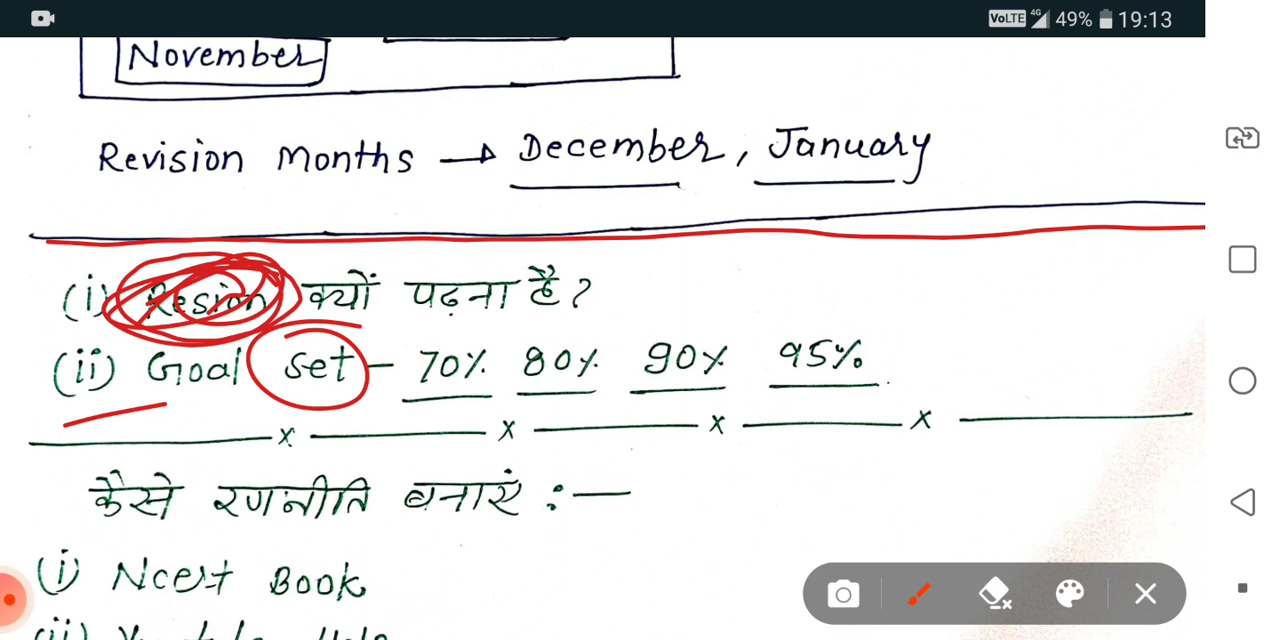 VoLTE 4G 49% 19:13
November
Revision Months → December, January
(i) Resion क्यों पढ़ना है?
(ii) Goal set - 70% 80% 90% 95%
x x x x
कैसे रणनीति बनाएं :—
(i) Ncert Book